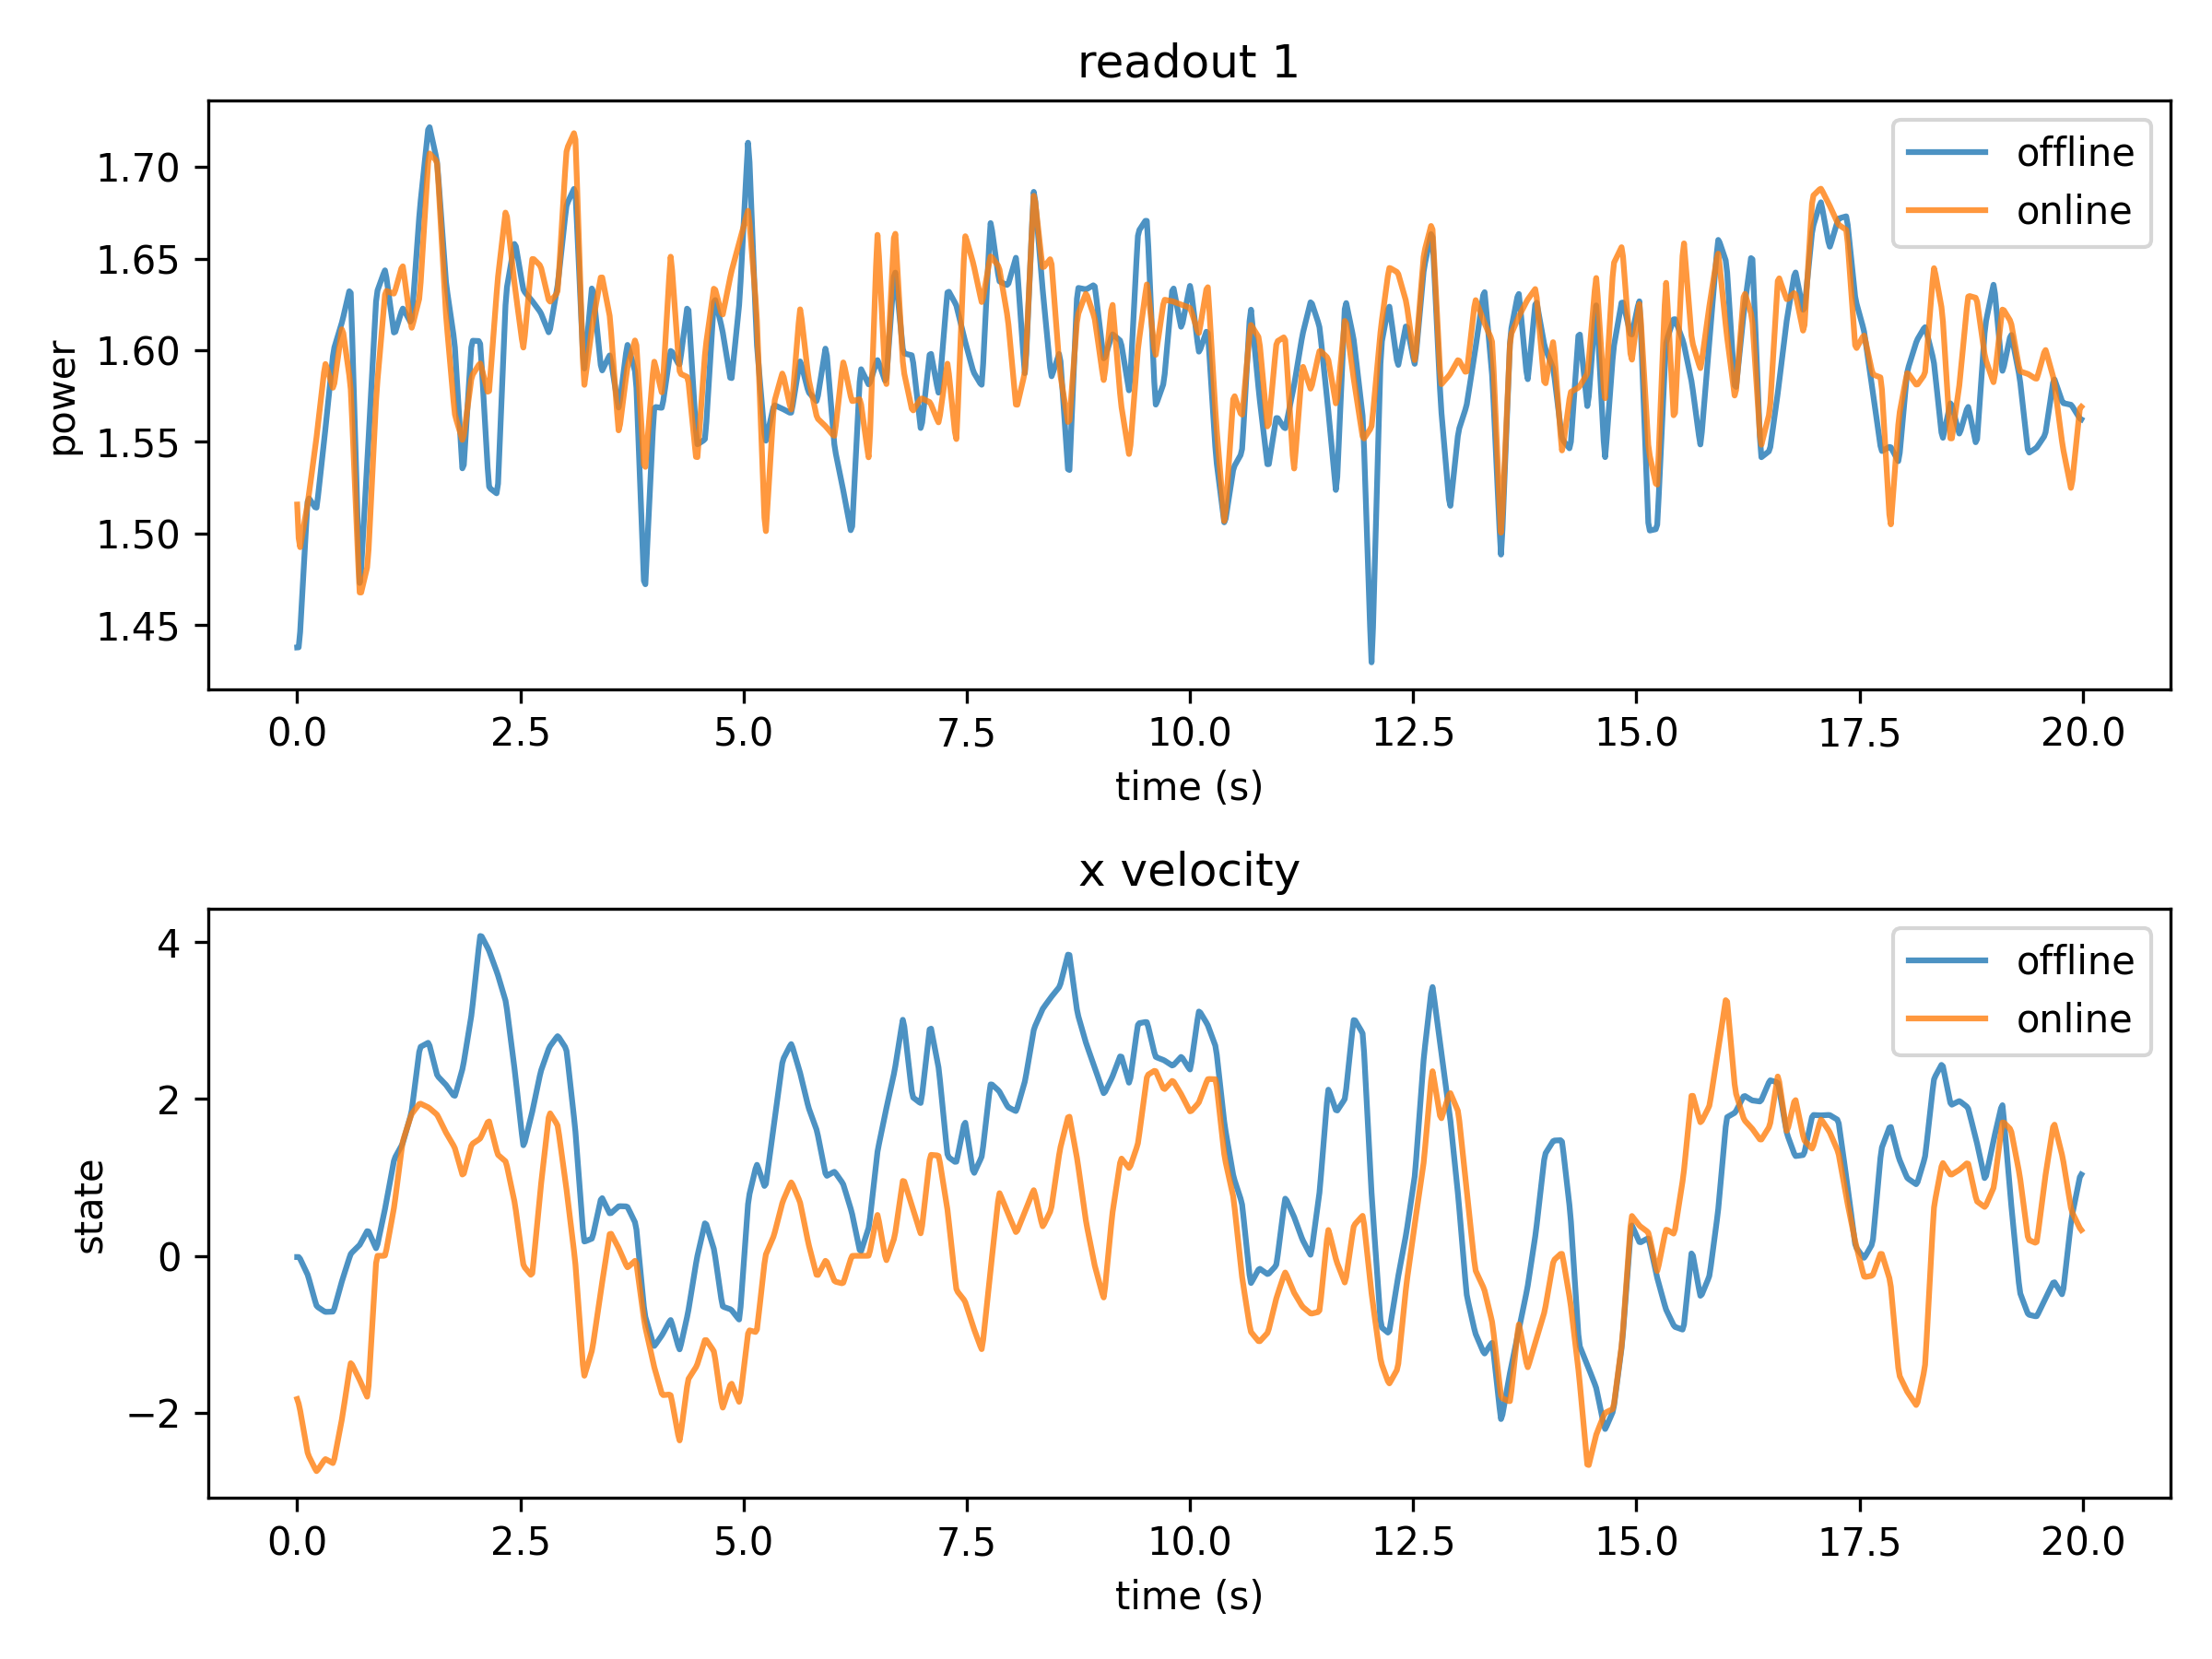 readout 1
offline
online
1.70
1.65
1.60
1.55
1.50
1.45
power
0.0 2.5 5.0 7.5 10.0 12.5 15.0 17.5 20.0
time (s)
x velocity
offline
online
4
2
0
−2
state
0.0 2.5 5.0 7.5 10.0 12.5 15.0 17.5 20.0
time (s)